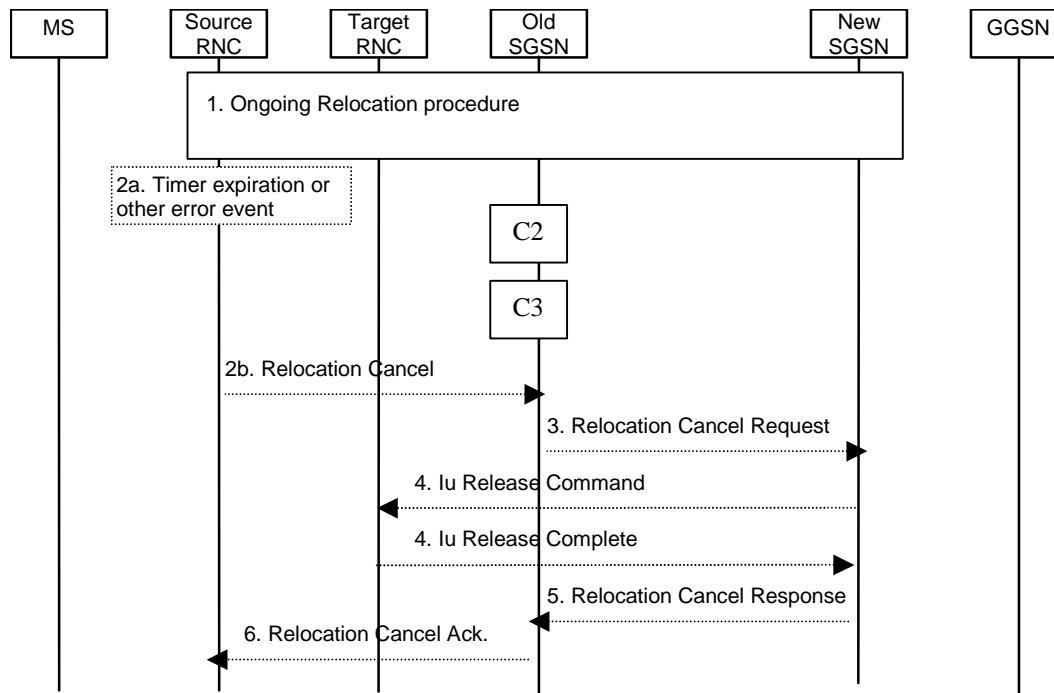 MS
Source
RNC
Target
RNC
Old
SGSN
New
SGSN
GGSN
1. Ongoing Relocation procedure
2a. Timer expiration or
other error event
C2
C3
2b. Relocation Cancel
3. Relocation Cancel Request
4. Iu Release Command
4. Iu Release Complete
5. Relocation Cancel Response
6. Relocation Cancel Ack.